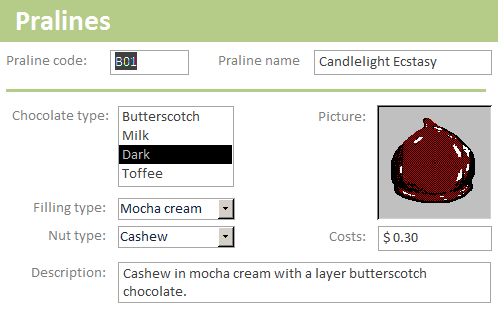 Pralines
Praline code: B01 Praline name Candlelight Ecstasy
Chocolate type: Butterscotch Picture:
Milk
Dark
Toffee
Filling type: Mocha cream
Nut type: Cashew Costs: $ 0.30
Description: Cashew in mocha cream with a layer butterscotch
chocolate.